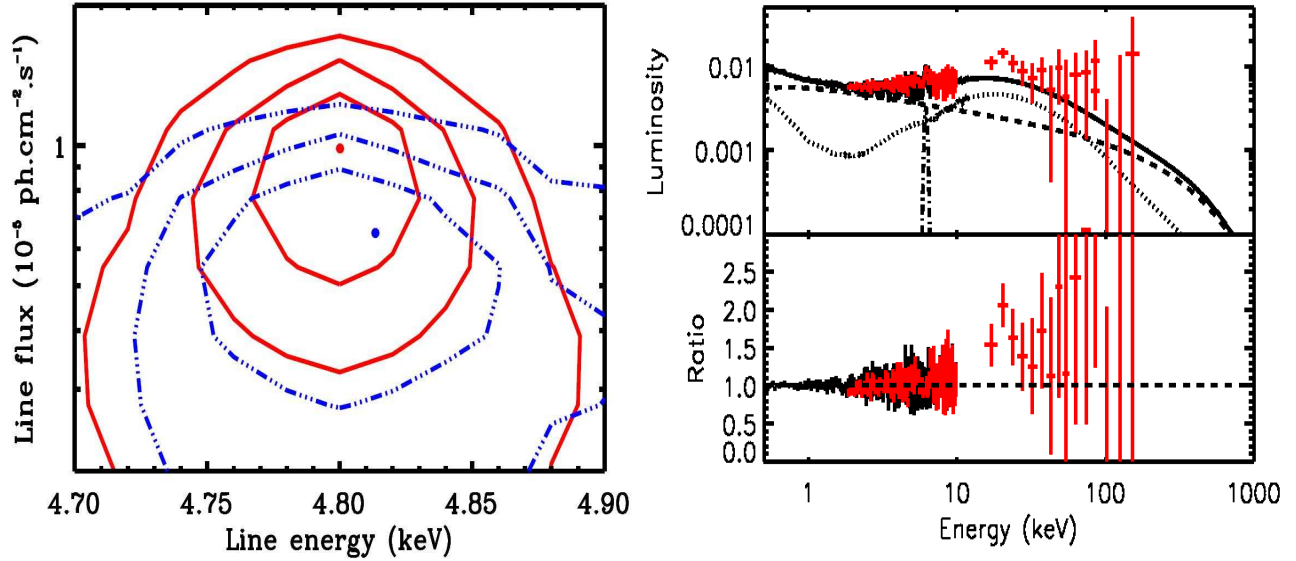 Line flux (10⁻⁵ ph.cm⁻².s⁻¹)
1
4.70 4.75 4.80 4.85 4.90
Line energy (keV)
Luminosity
0.01
0.001
0.0001
Ratio
2.5
2.0
1.5
1.0
0.5
0.0
1 10 100 1000
Energy (keV)